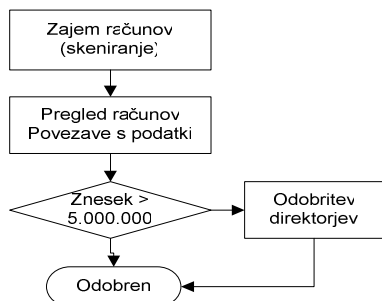 Zajem računov
(skeniranje)
Pregled računov
Povezave s podatki
Znesek >
5.000.000
Odobritev
direktorjev
Odobren